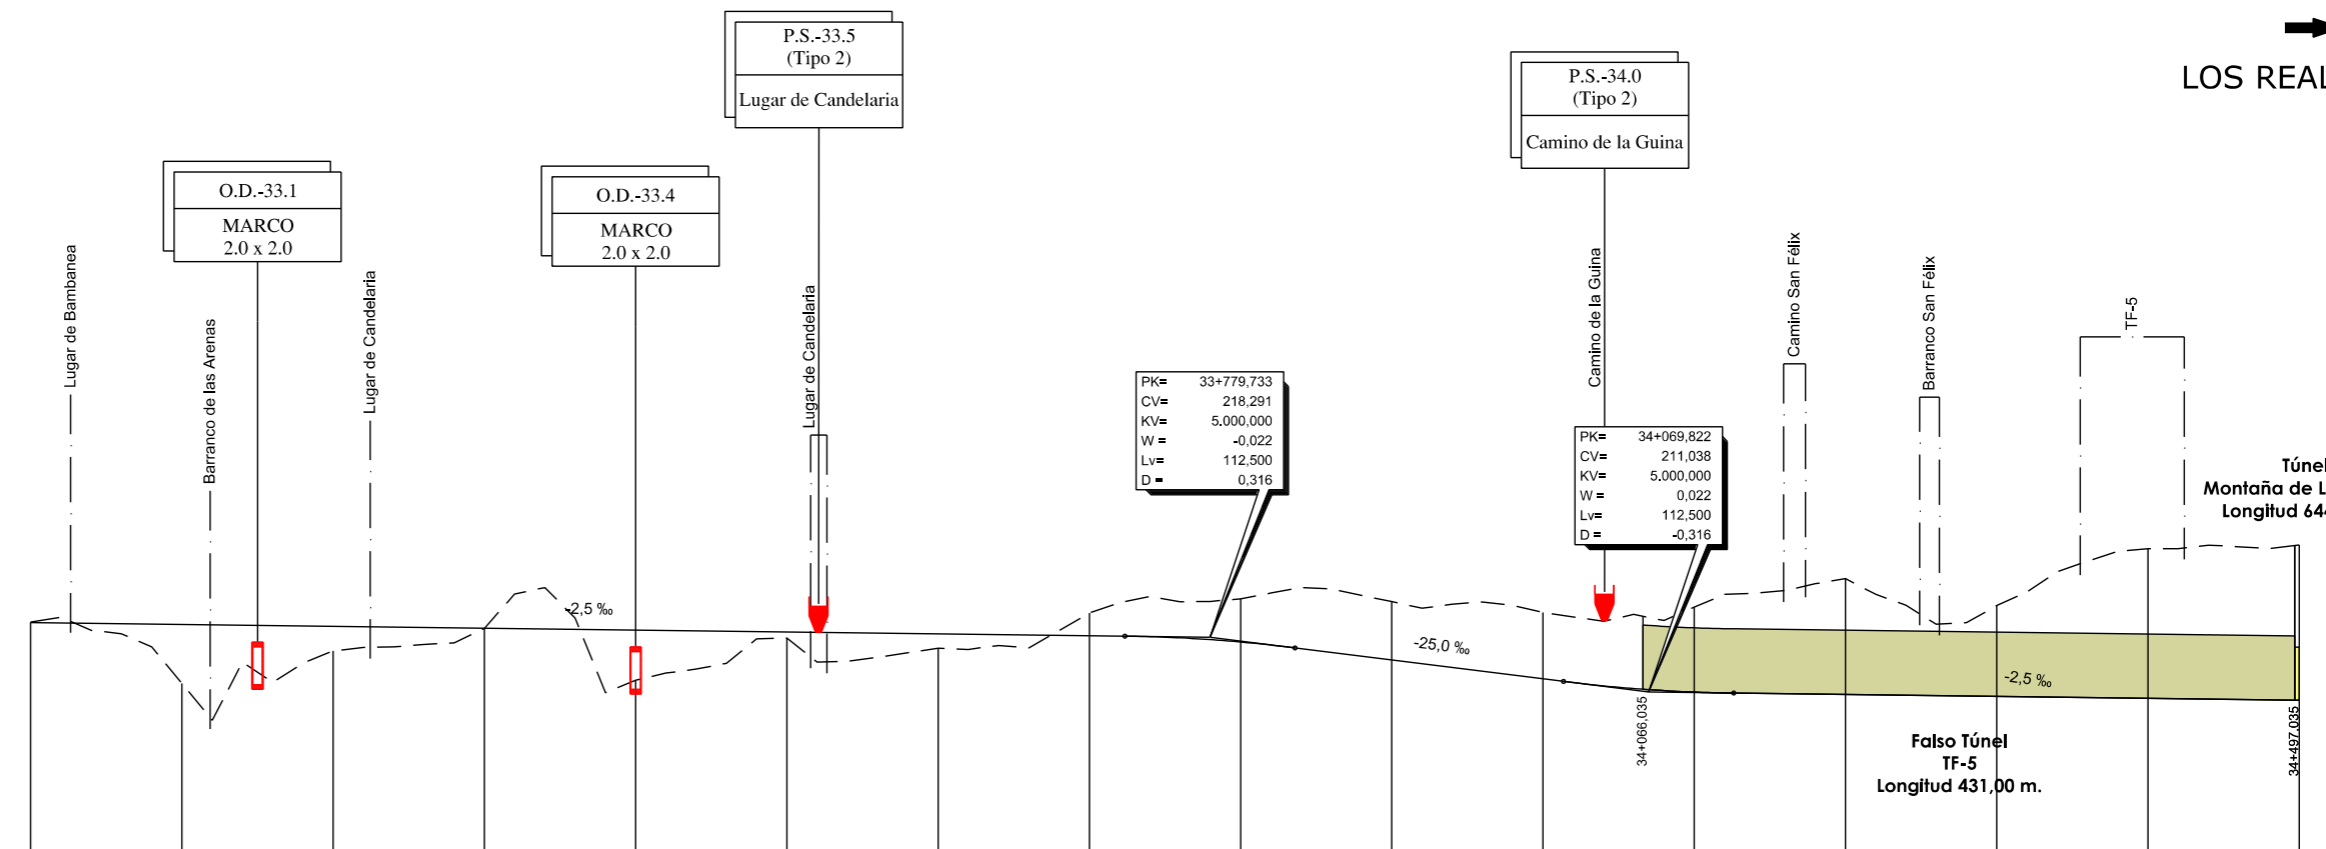 LOS REAL
P.S.-33.5
(Tipo 2)
Lugar de Candelaria
P.S.-34.0
(Tipo 2)
Camino de la Guina
O.D.-33.1
MARCO
2.0 x 2.0
O.D.-33.4
MARCO
2.0 x 2.0
Lugar de Bambanea
Barranco de las Arenas
Lugar de Candelaria
Lugar de Candelaria
Camino de la Guina
Camino San Félix
Barranco San Félix
TF-5
PK= 33+779,733
CV= 218,291
KV= 5.000,000
W = -0,022
Lv= 112,500
D = 0,316
PK= 34+069,822
CV= 211,038
KV= 5.000,000
W = 0,022
Lv= 112,500
D = -0,316
Túnel
Montaña de L
Longitud 64
-2,5 ‰
-25,0 ‰
-2,5 ‰
34+066,035
34+497,035
Falso Túnel
TF-5
Longitud 431,00 m.